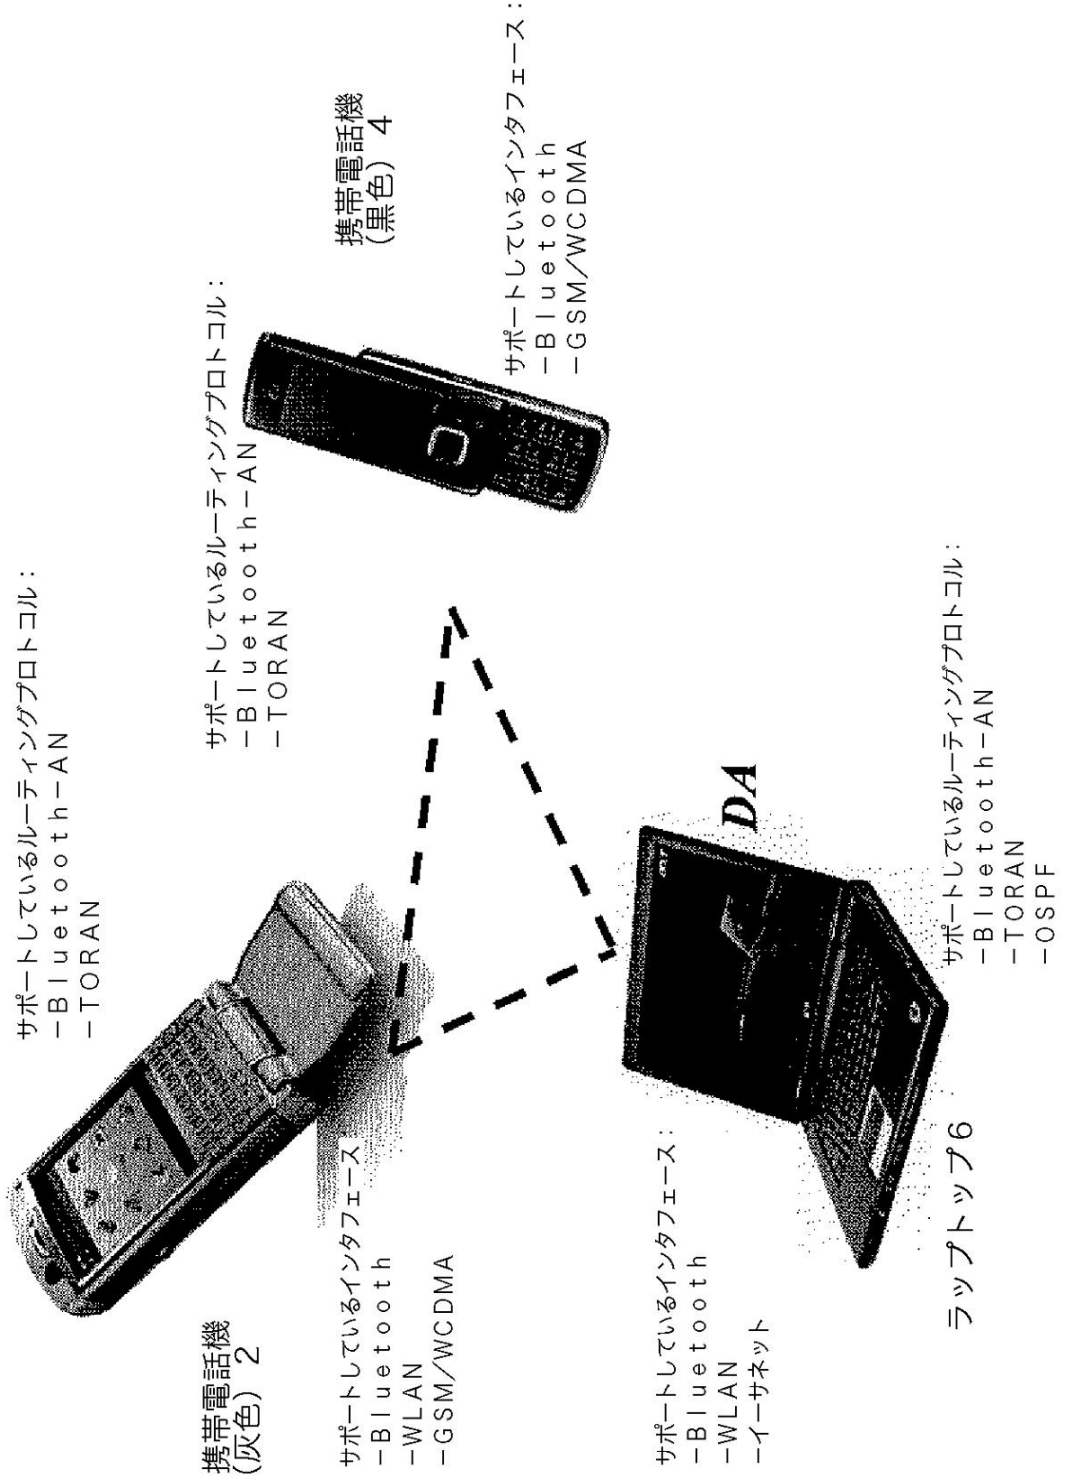 携帯電話機
(灰色) 2
サポートしているルーティングプロトコル:
-Bluetooth-AN
-TORAN
サポートしているインタフェース:
-Bluetooth
-WLAN
-GSM/WCDMA
サポートしているルーティングプロトコル:
-Bluetooth-AN
-TORAN
携帯電話機
(黒色) 4
サポートしているインタフェース:
-Bluetooth
-GSM/WCDMA
サポートしているインタフェース:
-Bluetooth
-WLAN
-イーサネット
DA
ラップトップ6
サポートしているルーティングプロトコル:
-Bluetooth-AN
-TORAN
-OSPF